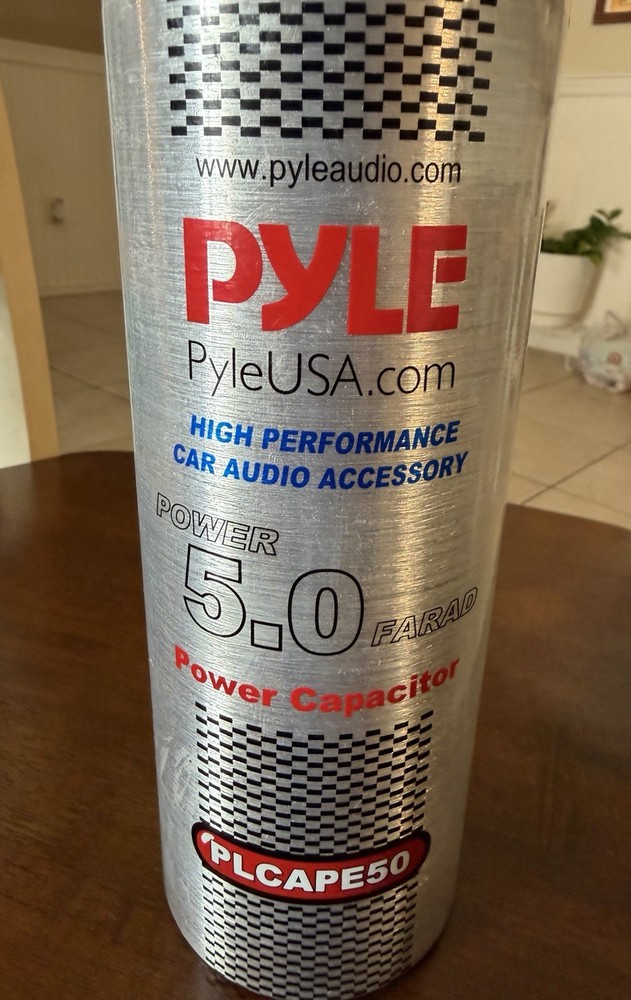 www.pyleaudio.com
PYLE
PyleUSA.com
HIGH PERFORMANCE
CAR AUDIO ACCESSORY
POWER
5.0 FARAD
Power Capacitor
PLCAPE50